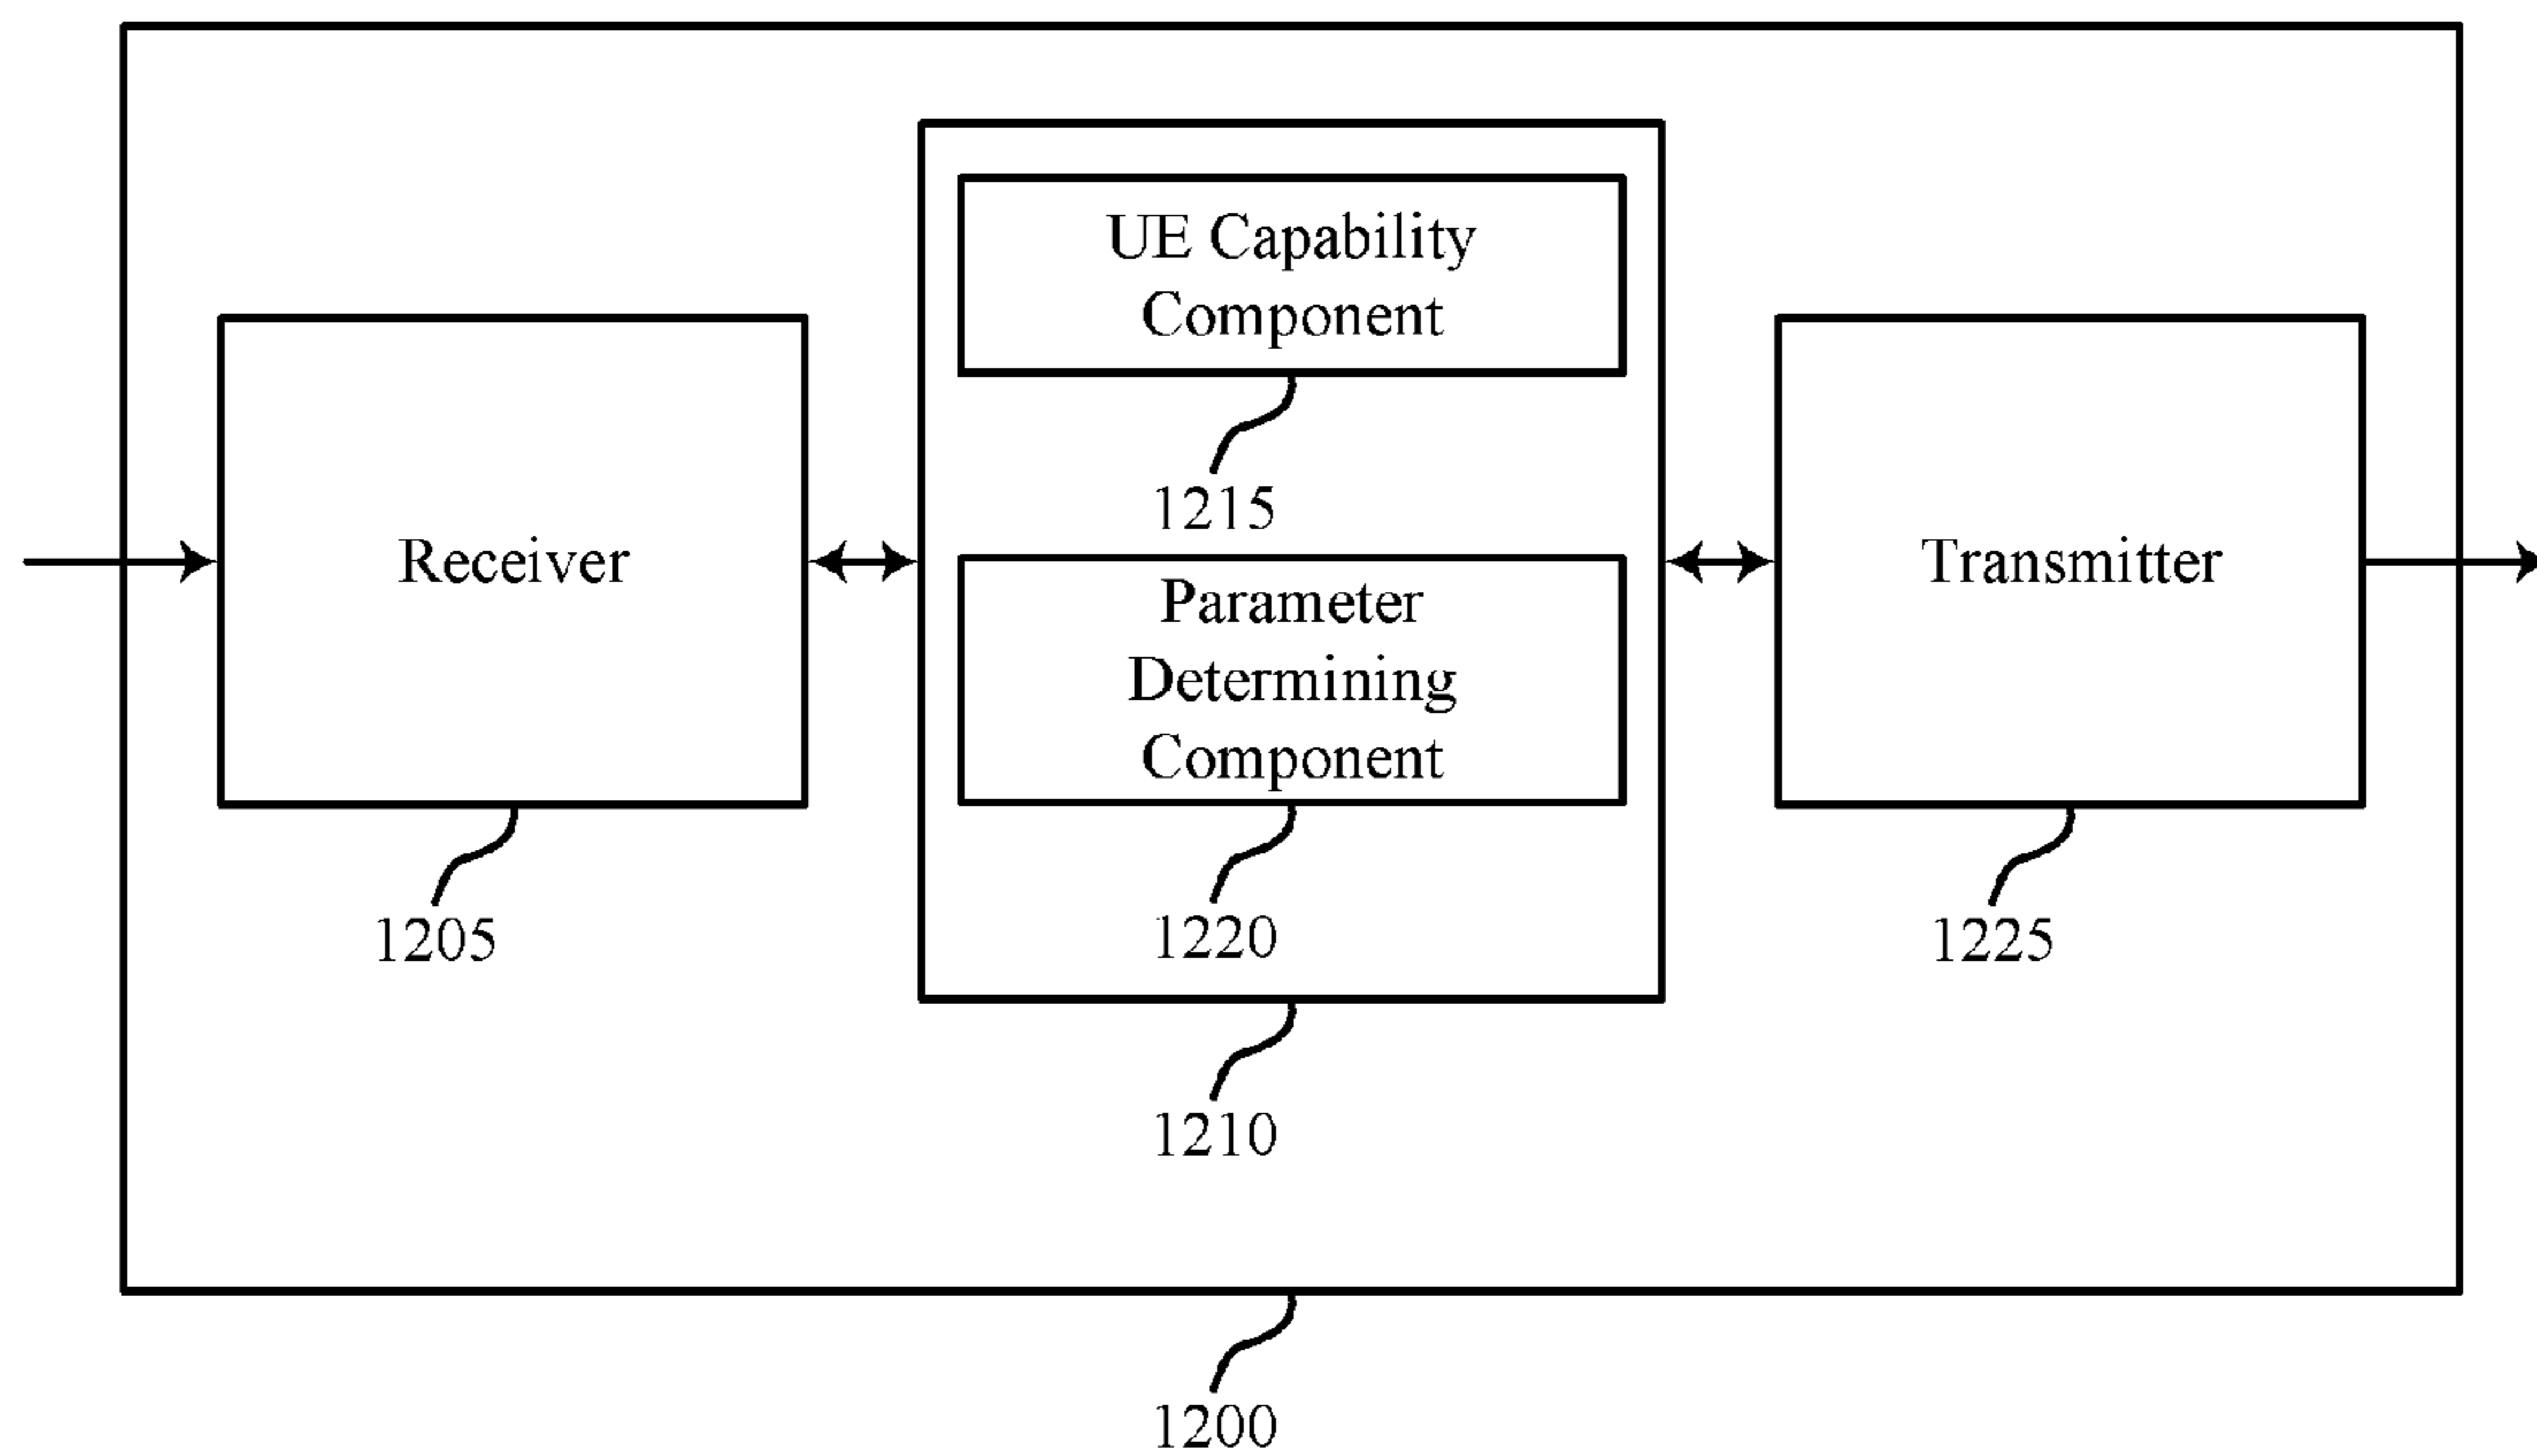 UE Capability
Component
1215
Receiver
Parameter
Determining
Component
Transmitter
1205
1220
1225
1210
1200